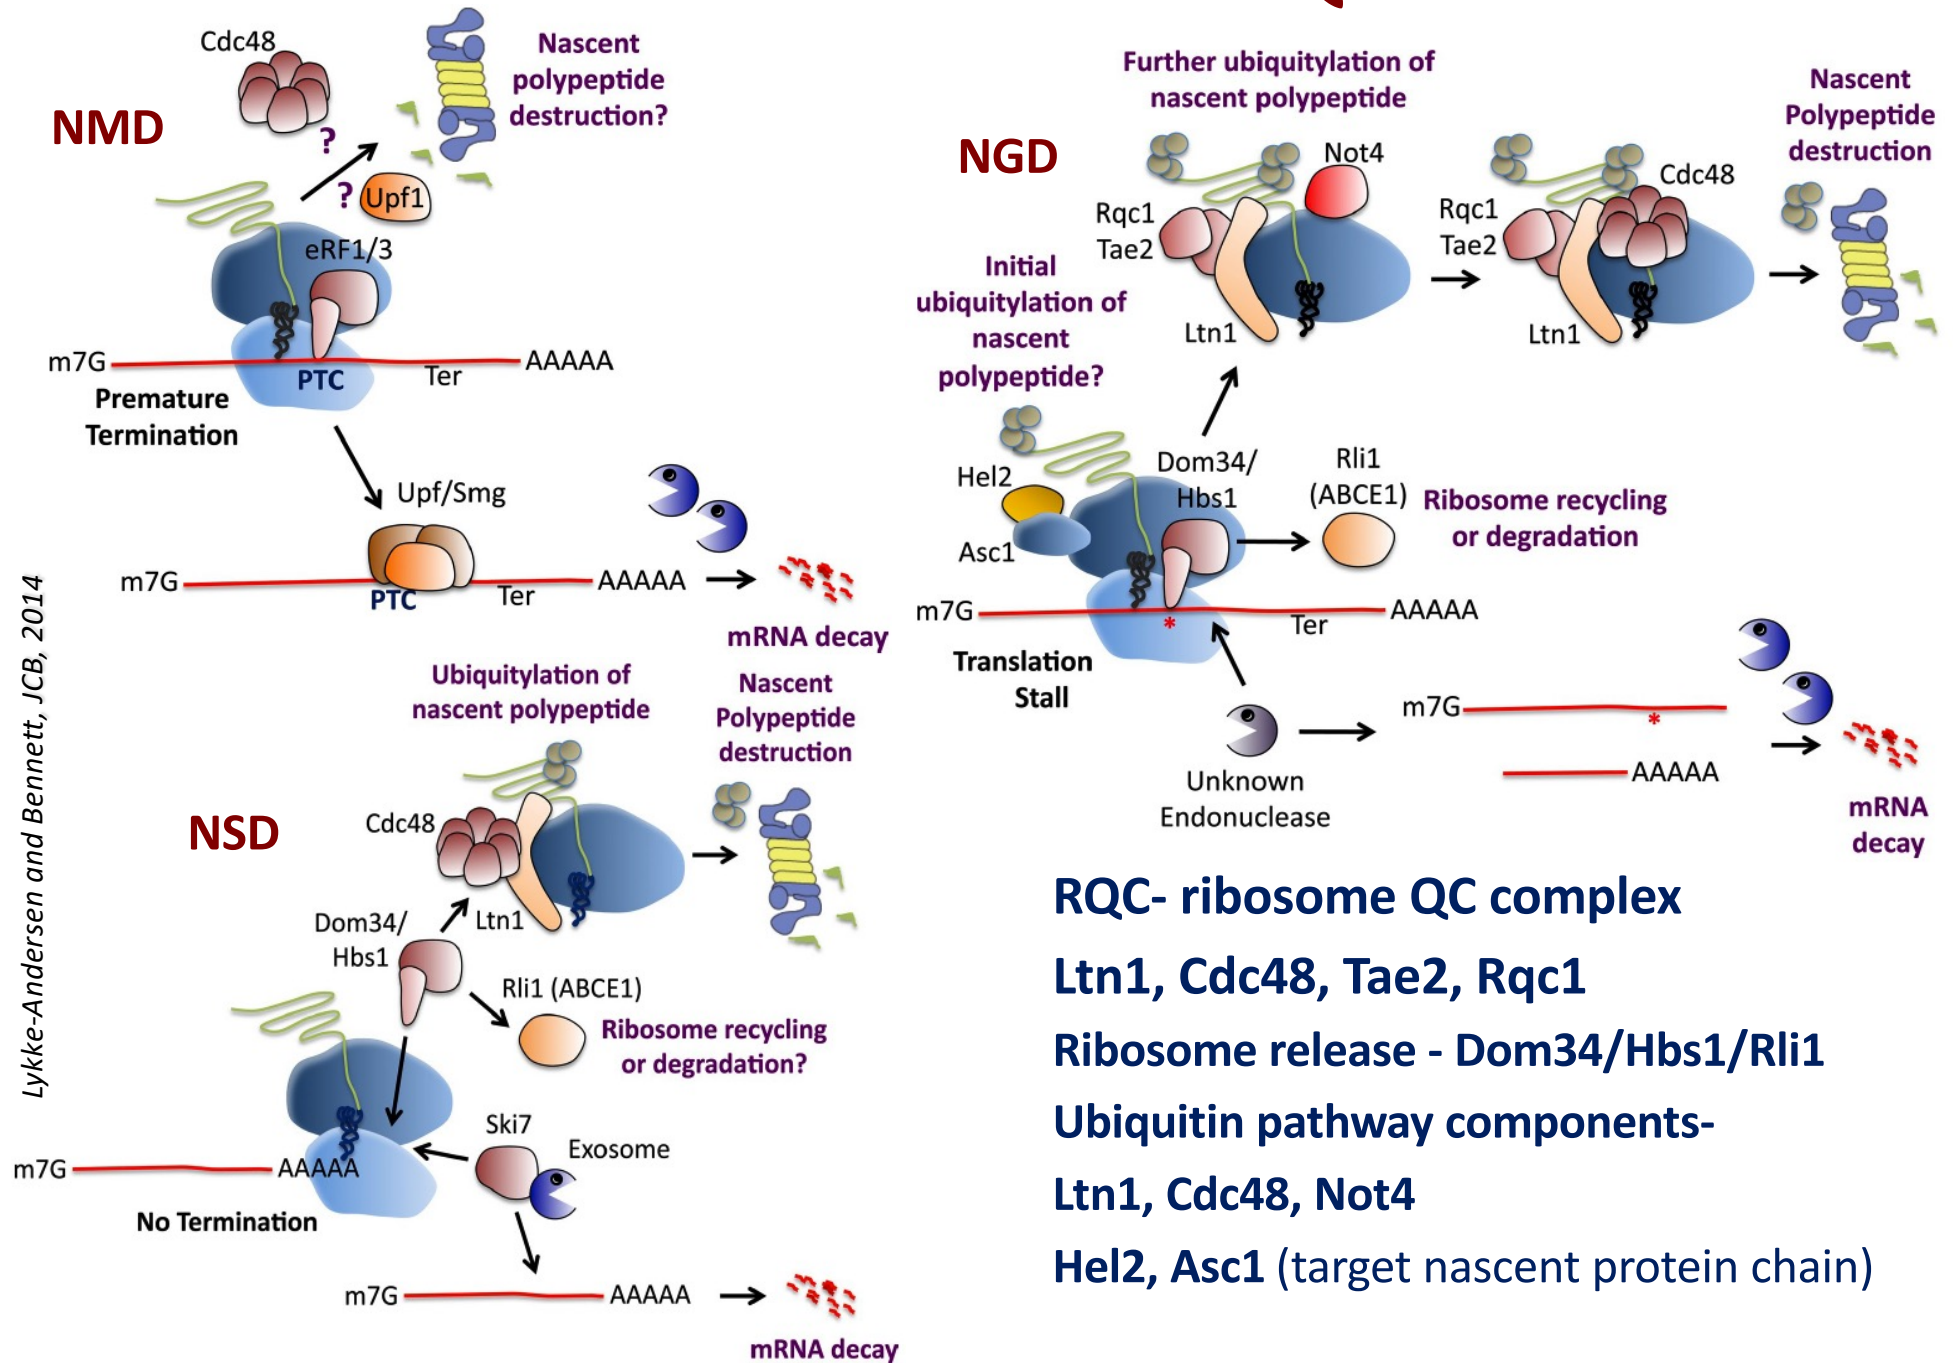 Cdc48
Nascent
polypeptide
destruction?
NMD
?
?
Upf1
eRF1/3
m7G
PTC
Ter
AAAAA
Premature
Termination
Upf/Smg
m7G
PTC
Ter
AAAAA
mRNA decay
Lykke-Andersen and Bennett, JCB, 2014
Ubiquitylation of
nascent polypeptide
Nascent
Polypeptide
destruction
NSD
Cdc48
Ltn1
Dom34/
Hbs1
Rli1 (ABCE1)
Ribosome recycling
or degradation?
Ski7
Exosome
m7G
AAAAA
No Termination
m7G
AAAAA
mRNA decay
Further ubiquitylation of
nascent polypeptide
Nascent
Polypeptide
destruction
NGD
Not4
Rqc1
Tae2
Ltn1
Cdc48
Rqc1
Tae2
Ltn1
Initial
ubiquitylation of
nascent
polypeptide?
Hel2
Asc1
Dom34/
Hbs1
Rli1
(ABCE1)
Ribosome recycling
or degradation
m7G
*
Ter
AAAAA
Translation
Stall
Unknown
Endonuclease
m7G
*
AAAAA
mRNA
decay
RQC- ribosome QC complex
Ltn1, Cdc48, Tae2, Rqc1
Ribosome release - Dom34/Hbs1/Rli1
Ubiquitin pathway components-
Ltn1, Cdc48, Not4
Hel2, Asc1 (target nascent protein chain)